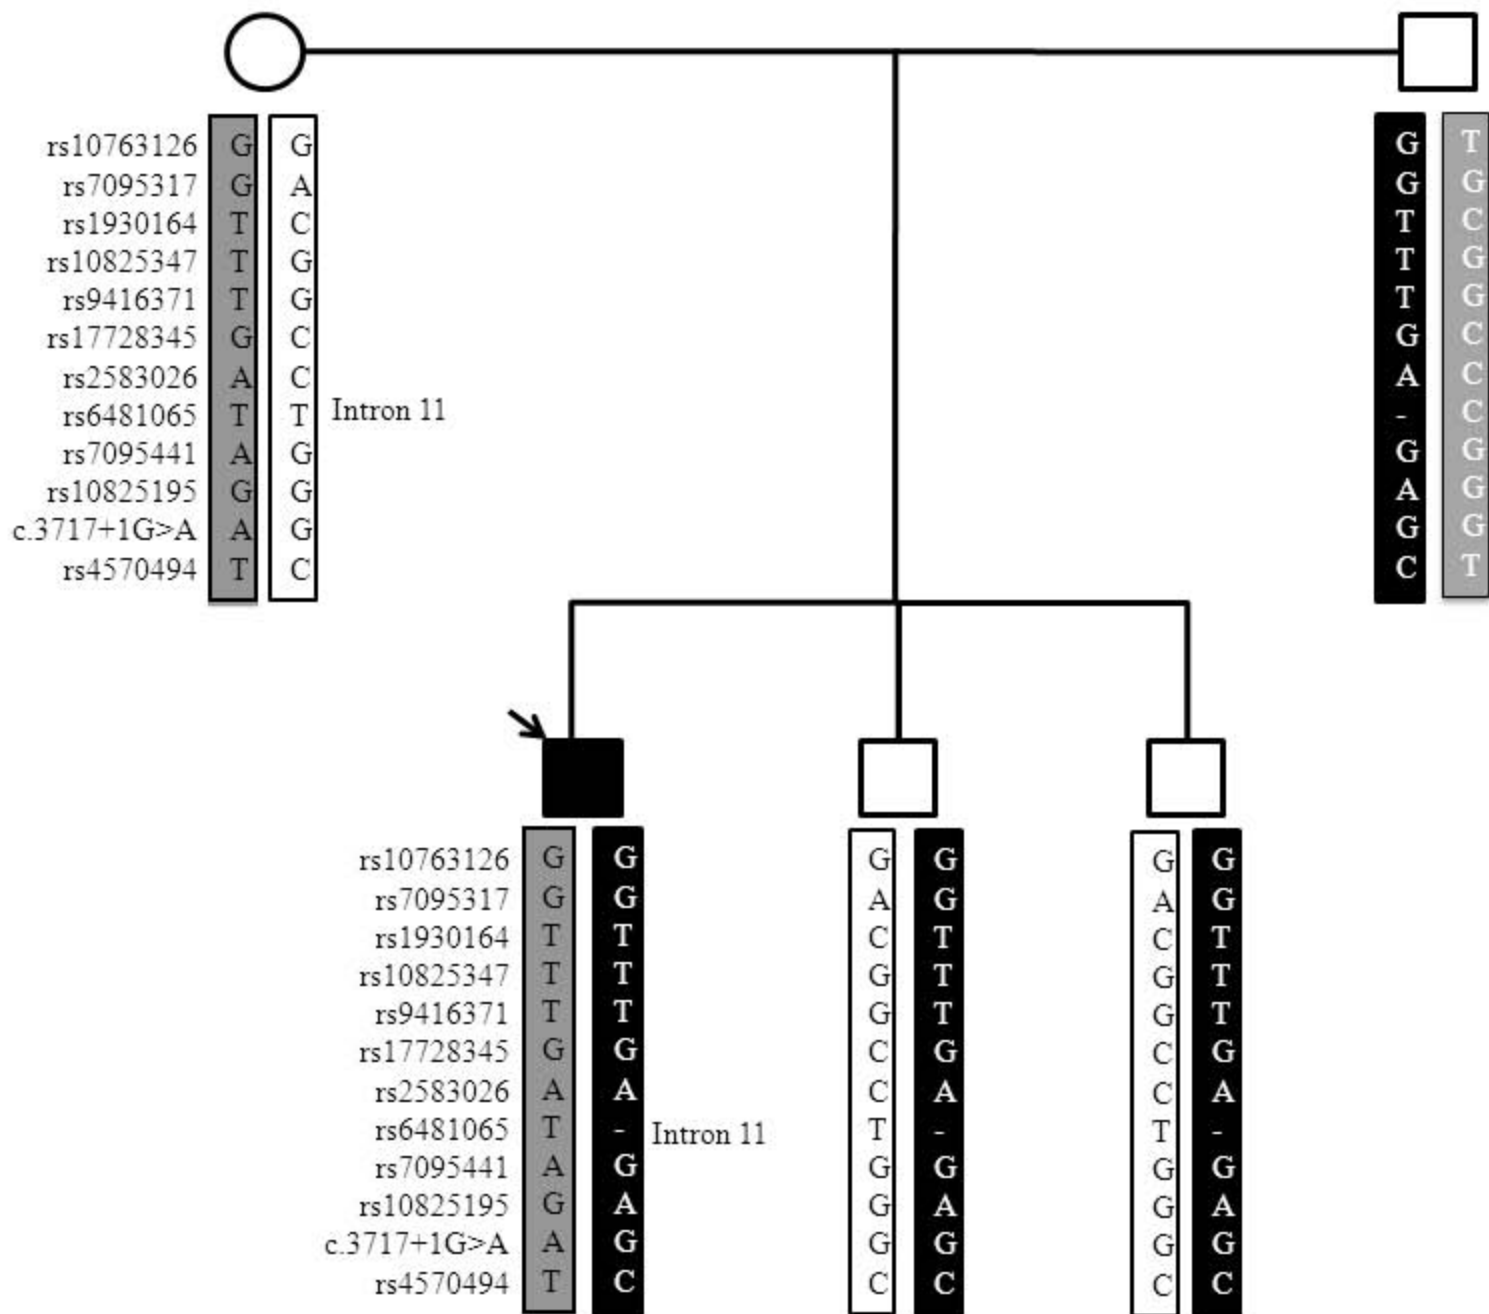 rs10763126 G G G T
rs7095317 G A G G
rs1930164 T C T C
rs10825347 T G T G
rs9416371 T G T G
rs17728345 G C G C
rs2583026 A C A C
rs6481065 T T Intron 11 - C
rs7095441 A G G G
rs10825195 G G A G
c.3717+1G>A A G G G
rs4570494 T C C T
rs10763126 G G G G G G
rs7095317 G G A G A G
rs1930164 T T C T C T
rs10825347 T T G T G T
rs9416371 T T G T G T
rs17728345 G G C G C G
rs2583026 A A C A C A
rs6481065 T - Intron 11 T - T -
rs7095441 A G G G G G
rs10825195 G A G A G A
c.3717+1G>A A G G G G G
rs4570494 T C C C C C